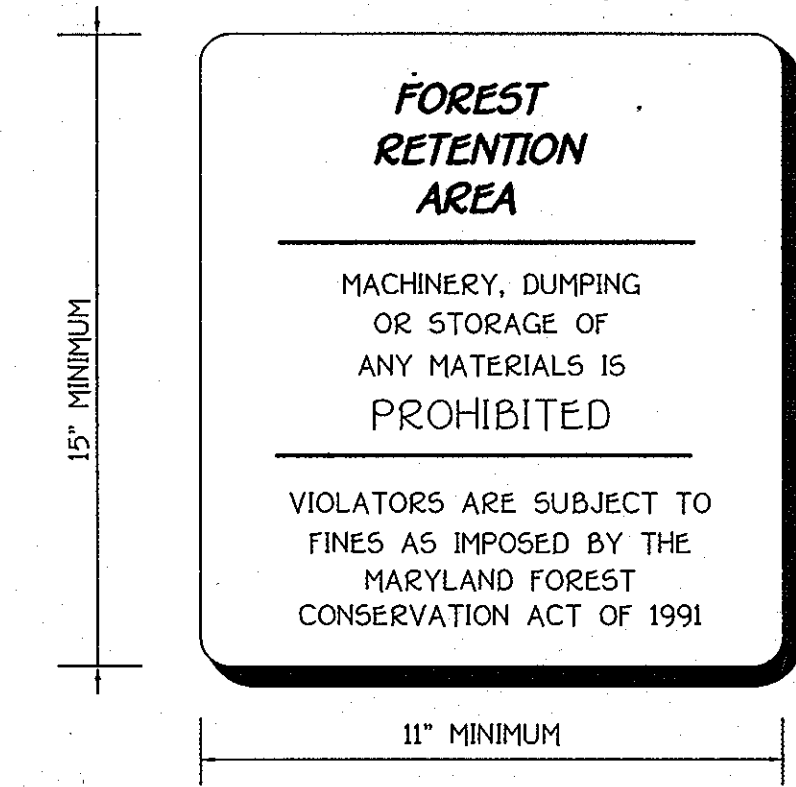 FOREST
RETENTION
AREA
MACHINERY, DUMPING
OR STORAGE OF
ANY MATERIALS IS
PROHIBITED
VIOLATORS ARE SUBJECT TO
FINES AS IMPOSED BY THE
MARYLAND FOREST
CONSERVATION ACT OF 1991
15" MINIMUM
11" MINIMUM